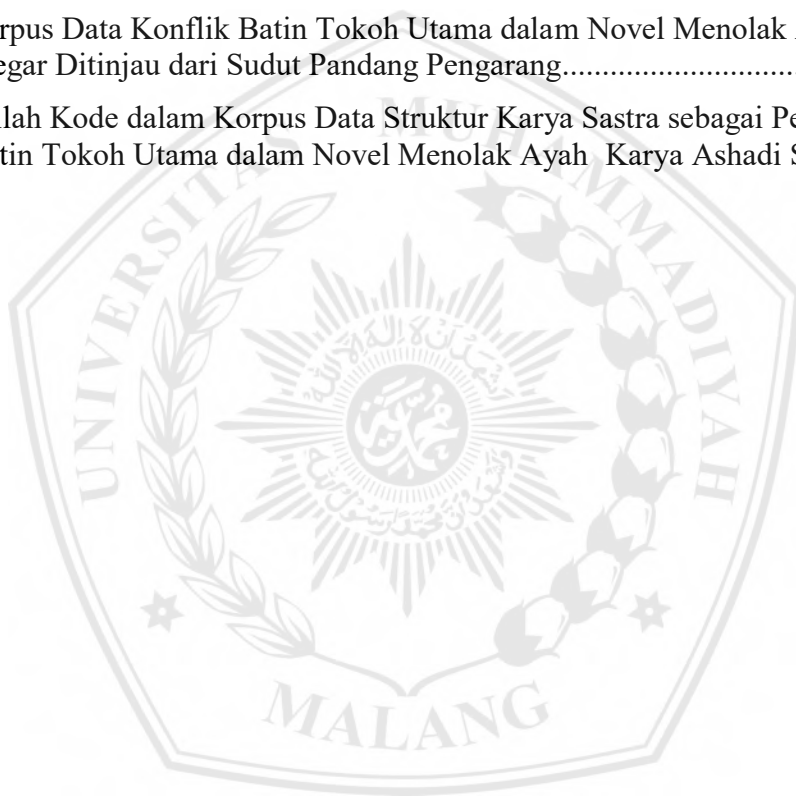 rpus Data Konflik Batin Tokoh Utama dalam Novel Menolak
egar Ditinjau dari Sudut Pandang Pengarang
lah Kode dalam Korpus Data Struktur Karya Sastra sebagai Pe
tin Tokoh Utama dalam Novel Menolak Ayah Karya Ashadi S
UNIVERSITAS MUHAMMADIYAH
MALANG